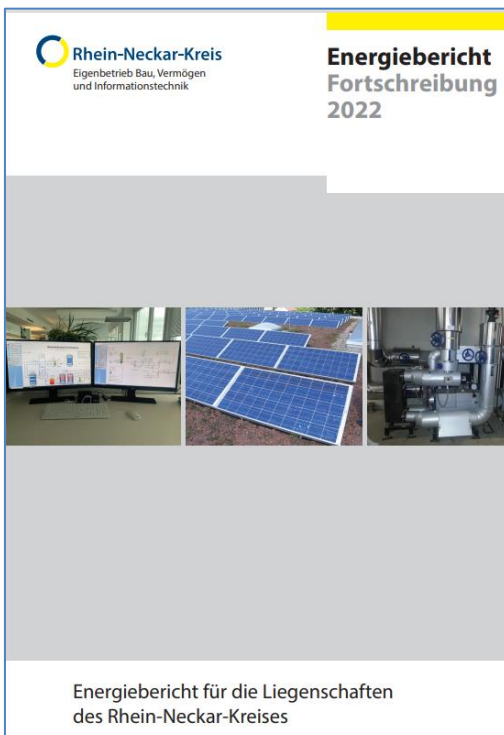 Rhein-Neckar-Kreis
Eigenbetrieb Bau, Vermögen
und Informationstechnik
Energiebericht
Fortschreibung
2022
Energiebericht für die Liegenschaften
des Rhein-Neckar-Kreises